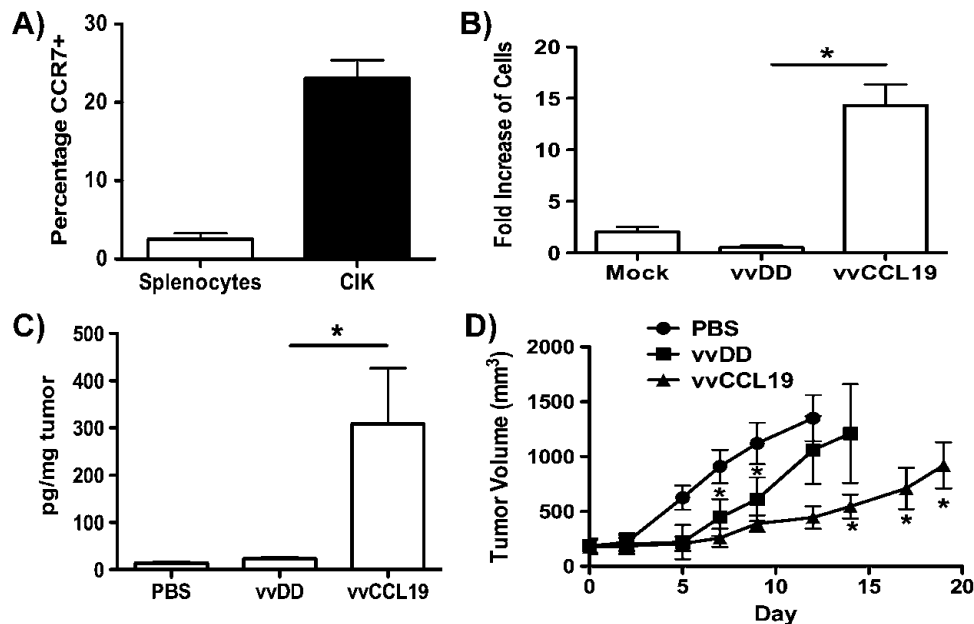 A)
Percentage CCR7+
30
20
10
0
Splenocytes
CIK
B)
Fold Increase of Cells
20
15
10
5
0
*
Mock
vvDD
vvCCL19
C)
pg/mg tumor
500
400
300
200
100
0
*
PBS
vvDD
vvCCL19
D)
PBS
vvDD
vvCCL19
Tumor Volume (mm³)
2000
1500
1000
500
0
*
*
*
*
*
0
5
10
15
20
Day